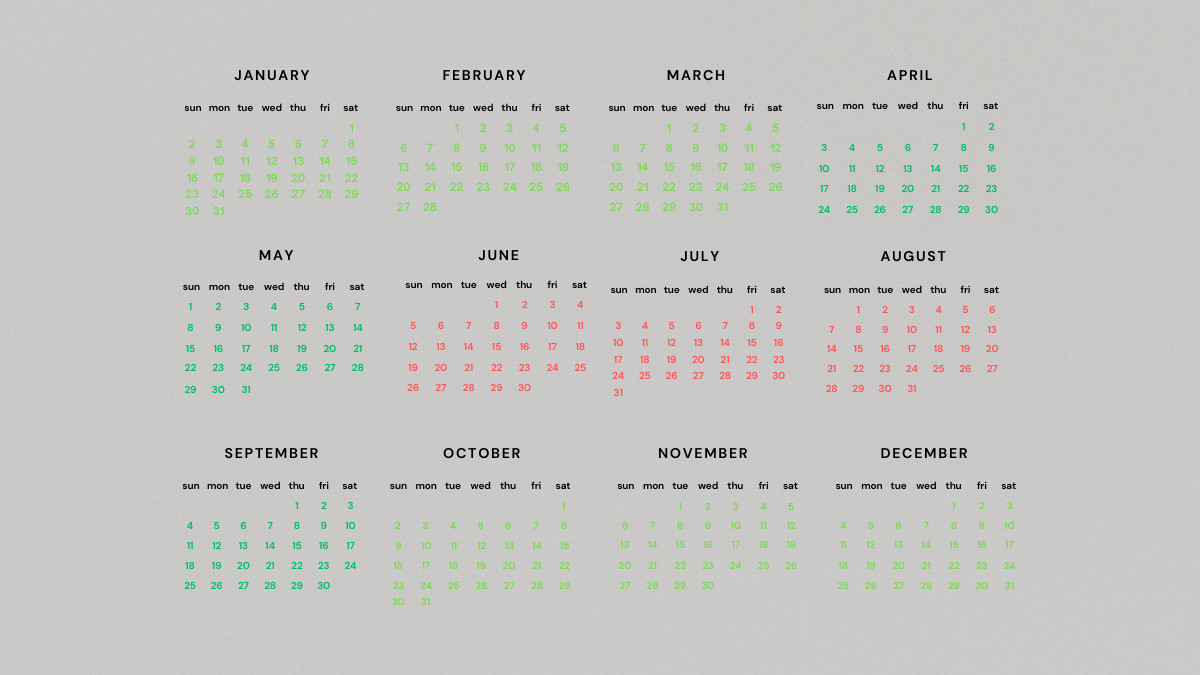 JANUARY
sun mon tue wed thu fri sat
1
2 3 4 5 6 7 8
9 10 11 12 13 14 15
16 17 18 19 20 21 22
23 24 25 26 27 28 29
30 31
FEBRUARY
sun mon tue wed thu fri sat
1 2 3 4 5
6 7 8 9 10 11 12
13 14 15 16 17 18 19
20 21 22 23 24 25 26
27 28
MARCH
sun mon tue wed thu fri sat
1 2 3 4 5
6 7 8 9 10 11 12
13 14 15 16 17 18 19
20 21 22 23 24 25 26
27 28 29 30 31
APRIL
sun mon tue wed thu fri sat
1 2
3 4 5 6 7 8 9
10 11 12 13 14 15 16
17 18 19 20 21 22 23
24 25 26 27 28 29 30
MAY
sun mon tue wed thu fri sat
1 2 3 4 5 6 7
8 9 10 11 12 13 14
15 16 17 18 19 20 21
22 23 24 25 26 27 28
29 30 31
JUNE
sun mon tue wed thu fri sat
1 2 3 4
5 6 7 8 9 10 11
12 13 14 15 16 17 18
19 20 21 22 23 24 25
26 27 28 29 30
JULY
sun mon tue wed thu fri sat
1 2
3 4 5 6 7 8 9
10 11 12 13 14 15 16
17 18 19 20 21 22 23
24 25 26 27 28 29 30
31
AUGUST
sun mon tue wed thu fri sat
1 2 3 4 5 6
7 8 9 10 11 12 13
14 15 16 17 18 19 20
21 22 23 24 25 26 27
28 29 30 31
SEPTEMBER
sun mon tue wed thu fri sat
1 2 3
4 5 6 7 8 9 10
11 12 13 14 15 16 17
18 19 20 21 22 23 24
25 26 27 28 29 30
OCTOBER
sun mon tue wed thu fri sat
1
2 3 4 5 6 7 8
9 10 11 12 13 14 15
16 17 18 19 20 21 22
23 24 25 26 27 28 29
30 31
NOVEMBER
sun mon tue wed thu fri sat
1 2 3 4 5
6 7 8 9 10 11 12
13 14 15 16 17 18 19
20 21 22 23 24 25 26
27 28 29 30
DECEMBER
sun mon tue wed thu fri sat
1 2 3
4 5 6 7 8 9 10
11 12 13 14 15 16 17
18 19 20 21 22 23 24
25 26 27 28 29 30 31